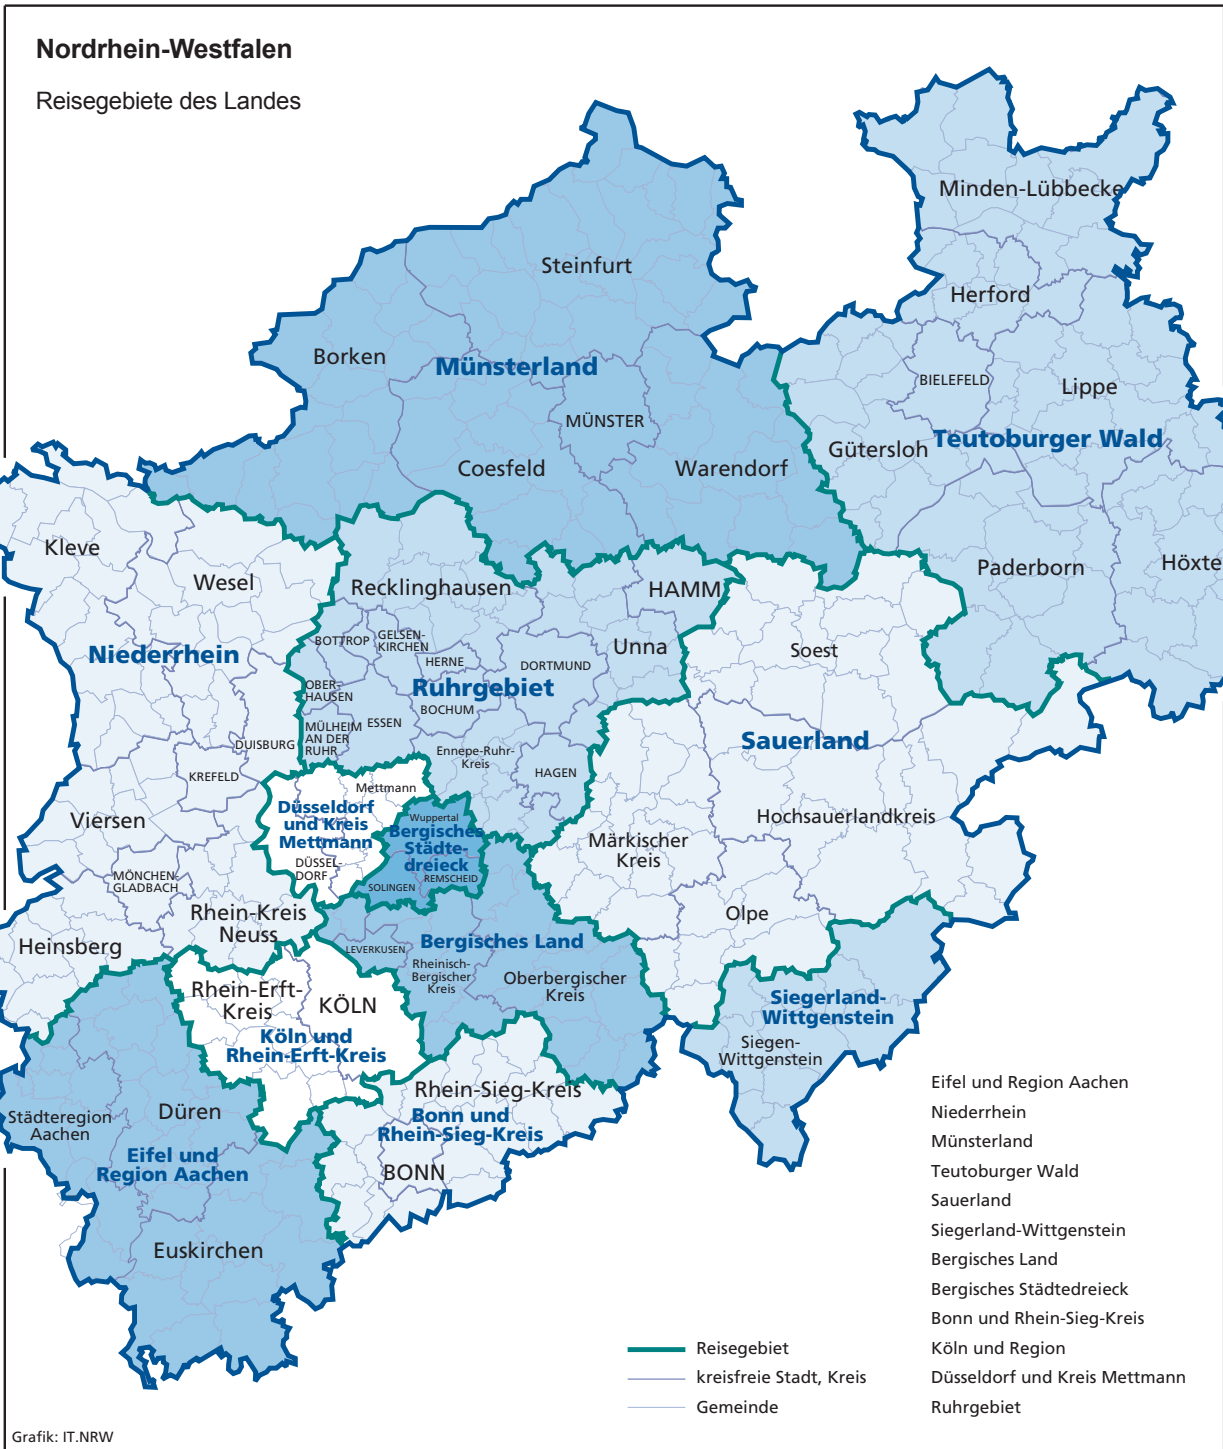 Nordrhein-Westfalen
Reisegebiete des Landes
Minden-Lübbecke
Steinfurt
Herford
Borken
Münsterland
BIELEFELD
Lippe
MÜNSTER
Teutoburger Wald
Gütersloh
Coesfeld
Warendorf
Kleve
Wesel
Recklinghausen
HAMM
Paderborn
Höxte
Niederrhein
BOTTROP
GELSEN-
KIRCHEN
HERNE
DORTMUND
Unna
Soest
OBER-
HAUSEN
Ruhrgebiet
BOCHUM
MÜLHEIM
AN DER
RUHR
ESSEN
DUISBURG
Sauerland
Ennepe-Ruhr-
Kreis
HAGEN
KREFELD
Mettmann
Düsseldorf
und Kreis
Mettmann
DÜSSEL-
DORF
Viersen
Wuppertal
Bergisches
Städte-
dreieck
REMSCHEID
SOLINGEN
Hochsauerlandkreis
Märkischer
Kreis
MÖNCHEN-
GLADBACH
Rhein-Kreis
Neuss
Olpe
Heinsberg
LEVERKUSEN
Bergisches Land
Rheinisch-
Bergischer
Kreis
Oberbergischer
Kreis
Rhein-Erft-
Kreis
KÖLN
Köln und
Rhein-Erft-Kreis
Siegerland-
Wittgenstein
Siegen-
Wittgenstein
Rhein-Sieg-Kreis
Bonn und
Rhein-Sieg-Kreis
BONN
Städteregion
Aachen
Düren
Eifel und
Region Aachen
Euskirchen
Eifel und Region Aachen
Niederrhein
Münsterland
Teutoburger Wald
Sauerland
Siegerland-Wittgenstein
Bergisches Land
Bergisches Städtedreieck
Bonn und Rhein-Sieg-Kreis
Köln und Region
Düsseldorf und Kreis Mettmann
Ruhrgebiet
Reisegebiet
kreisfreie Stadt, Kreis
Gemeinde
Grafik: IT.NRW